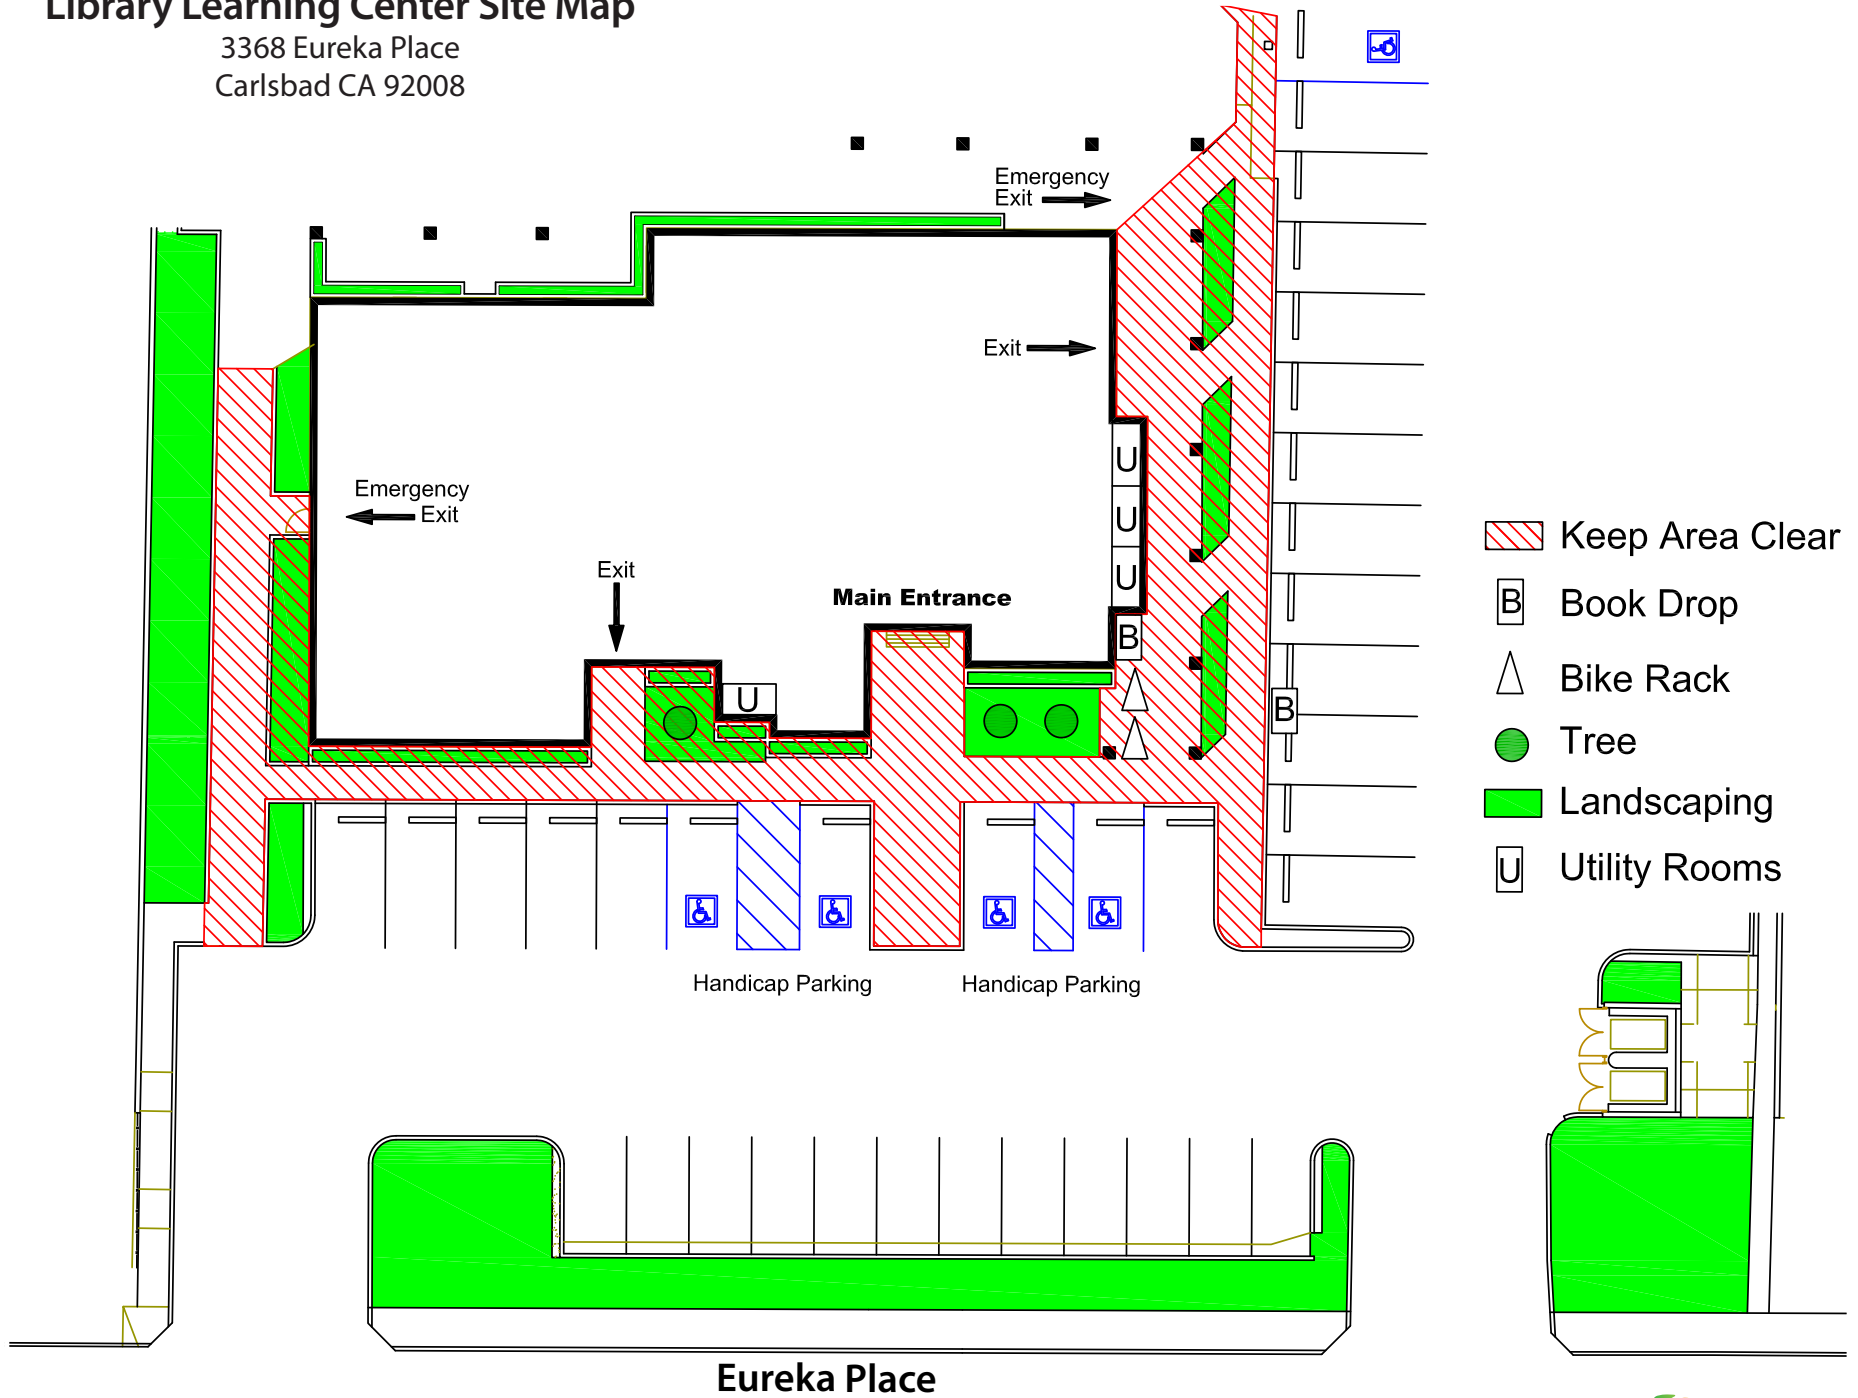 Library Learning Center Site Map
3368 Eureka Place
Carlsbad CA 92008
Emergency
Exit
Exit
Emergency
Exit
Exit
Main Entrance
U
U
U
B
U
B
Keep Area Clear
B Book Drop
Bike Rack
Tree
Landscaping
U Utility Rooms
Handicap Parking
Handicap Parking
Eureka Place